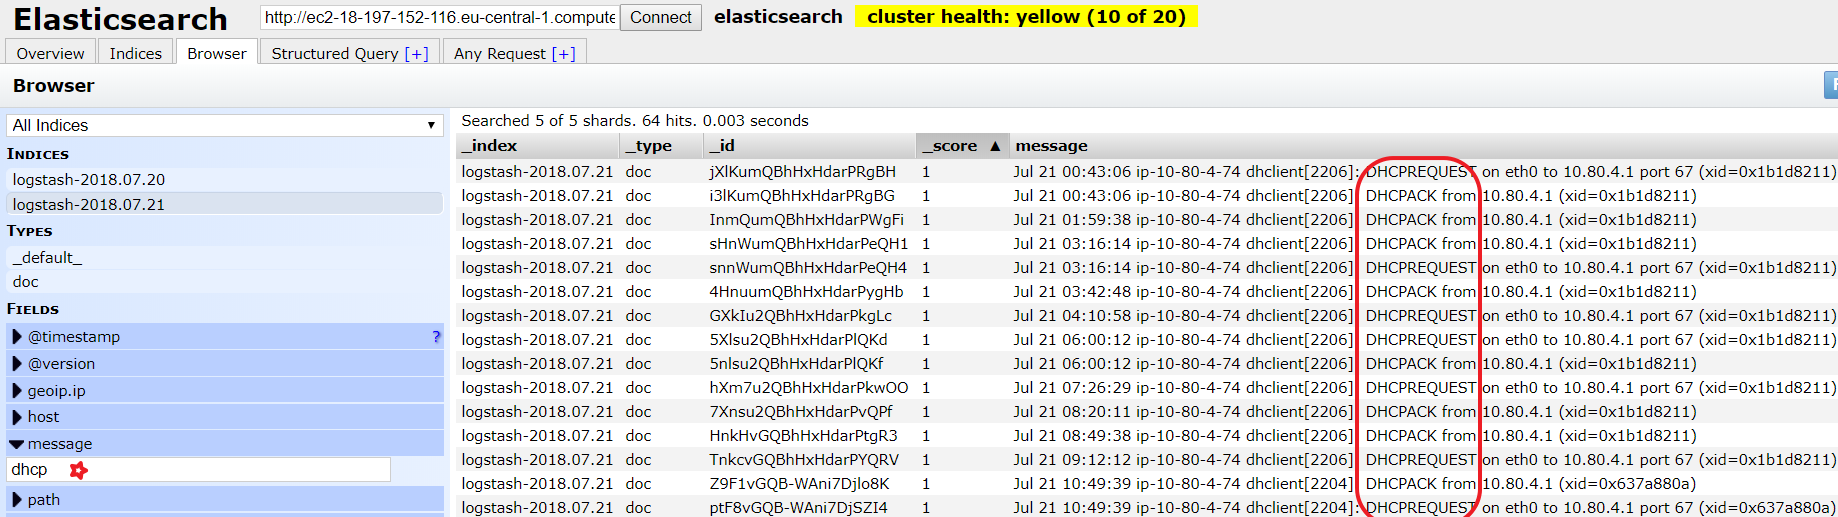 Elasticsearch http://ec2-18-197-152-116.eu-central-1.compute Connect elasticsearch cluster health: yellow (10 of 20)
Overview Indices Browser Structured Query [+] Any Request [+]
Browser
All Indices
INDICES
logstash-2018.07.20
logstash-2018.07.21
TYPES
_default_
doc
FIELDS
@timestamp ?
@version
geoip.ip
host
message
dhcp
path
Searched 5 of 5 shards. 64 hits. 0.003 seconds
_index _type _id _score ▲ message
logstash-2018.07.21 doc jXlKumQBhHxHdarPRgBH 1 Jul 21 00:43:06 ip-10-80-4-74 dhclient[2206]: DHCPREQUEST on eth0 to 10.80.4.1 port 67 (xid=0x1b1d8211)
logstash-2018.07.21 doc i3lKumQBhHxHdarPRgBG 1 Jul 21 00:43:06 ip-10-80-4-74 dhclient[2206]: DHCPACK from 10.80.4.1 (xid=0x1b1d8211)
logstash-2018.07.21 doc InmQumQBhHxHdarPWgFi 1 Jul 21 01:59:38 ip-10-80-4-74 dhclient[2206]: DHCPACK from 10.80.4.1 (xid=0x1b1d8211)
logstash-2018.07.21 doc sHnWumQBhHxHdarPeQH1 1 Jul 21 03:16:14 ip-10-80-4-74 dhclient[2206]: DHCPACK from 10.80.4.1 (xid=0x1b1d8211)
logstash-2018.07.21 doc snnWumQBhHxHdarPeQH4 1 Jul 21 03:16:14 ip-10-80-4-74 dhclient[2206]: DHCPREQUEST on eth0 to 10.80.4.1 port 67 (xid=0x1b1d8211)
logstash-2018.07.21 doc 4HnuumQBhHxHdarPygHb 1 Jul 21 03:42:48 ip-10-80-4-74 dhclient[2206]: DHCPACK from 10.80.4.1 (xid=0x1b1d8211)
logstash-2018.07.21 doc GXkIu2QBhHxHdarPkgLc 1 Jul 21 04:10:58 ip-10-80-4-74 dhclient[2206]: DHCPREQUEST on eth0 to 10.80.4.1 port 67 (xid=0x1b1d8211)
logstash-2018.07.21 doc 5Xlsu2QBhHxHdarPlQKd 1 Jul 21 06:00:12 ip-10-80-4-74 dhclient[2206]: DHCPREQUEST on eth0 to 10.80.4.1 port 67 (xid=0x1b1d8211)
logstash-2018.07.21 doc 5nlsu2QBhHxHdarPlQKf 1 Jul 21 06:00:12 ip-10-80-4-74 dhclient[2206]: DHCPACK from 10.80.4.1 (xid=0x1b1d8211)
logstash-2018.07.21 doc hXm7u2QBhHxHdarPkwOO 1 Jul 21 07:26:29 ip-10-80-4-74 dhclient[2206]: DHCPREQUEST on eth0 to 10.80.4.1 port 67 (xid=0x1b1d8211)
logstash-2018.07.21 doc 7Xnsu2QBhHxHdarPvQPf 1 Jul 21 08:20:11 ip-10-80-4-74 dhclient[2206]: DHCPACK from 10.80.4.1 (xid=0x1b1d8211)
logstash-2018.07.21 doc HnkHvGQBhHxHdarPtgR3 1 Jul 21 08:49:38 ip-10-80-4-74 dhclient[2206]: DHCPACK from 10.80.4.1 (xid=0x1b1d8211)
logstash-2018.07.21 doc TnkcvGQBhHxHdarPYQRV 1 Jul 21 09:12:12 ip-10-80-4-74 dhclient[2206]: DHCPREQUEST on eth0 to 10.80.4.1 port 67 (xid=0x1b1d8211)
logstash-2018.07.21 doc Z9F1vGQB-WAni7Djlo8K 1 Jul 21 10:49:39 ip-10-80-4-74 dhclient[2204]: DHCPACK from 10.80.4.1 (xid=0x637a880a)
logstash-2018.07.21 doc ptF8vGQB-WAni7DjSZI4 1 Jul 21 10:49:39 ip-10-80-4-74 dhclient[2204]: DHCPREQUEST on eth0 to 10.80.4.1 port 67 (xid=0x637a880a)